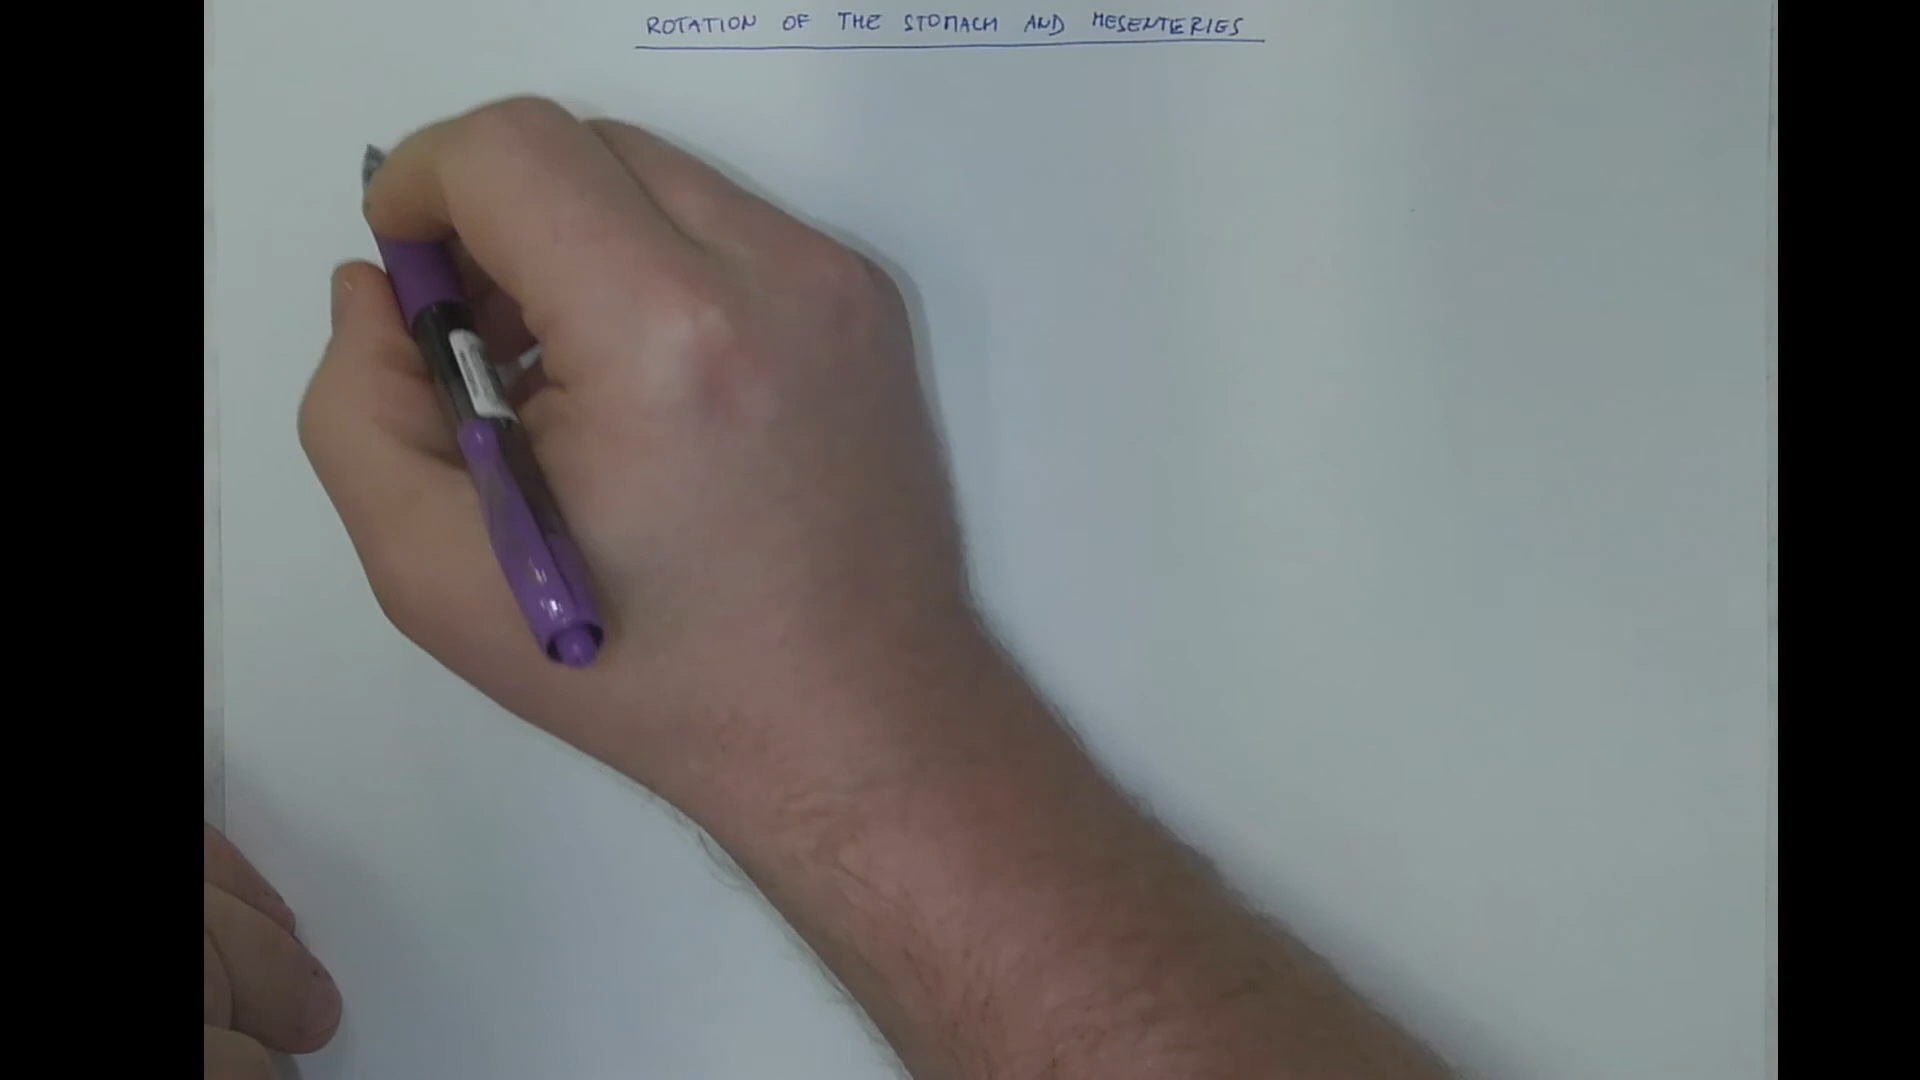 ROTATION OF THE STOMACH AND MESENTERIES